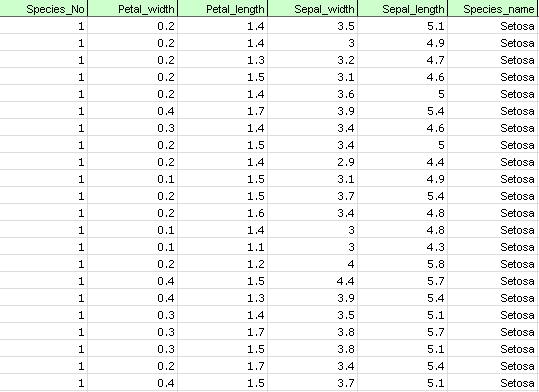 Species_No Petal_width Petal_length Sepal_width Sepal_length Species_name
1 0.2 1.4 3.5 5.1 Setosa
1 0.2 1.4 3 4.9 Setosa
1 0.2 1.3 3.2 4.7 Setosa
1 0.2 1.5 3.1 4.6 Setosa
1 0.2 1.4 3.6 5 Setosa
1 0.4 1.7 3.9 5.4 Setosa
1 0.3 1.4 3.4 4.6 Setosa
1 0.2 1.5 3.4 5 Setosa
1 0.2 1.4 2.9 4.4 Setosa
1 0.1 1.5 3.1 4.9 Setosa
1 0.2 1.5 3.7 5.4 Setosa
1 0.2 1.6 3.4 4.8 Setosa
1 0.1 1.4 3 4.8 Setosa
1 0.1 1.1 3 4.3 Setosa
1 0.2 1.2 4 5.8 Setosa
1 0.4 1.5 4.4 5.7 Setosa
1 0.4 1.3 3.9 5.4 Setosa
1 0.3 1.4 3.5 5.1 Setosa
1 0.3 1.7 3.8 5.7 Setosa
1 0.3 1.5 3.8 5.1 Setosa
1 0.2 1.7 3.4 5.4 Setosa
1 0.4 1.5 3.7 5.1 Setosa